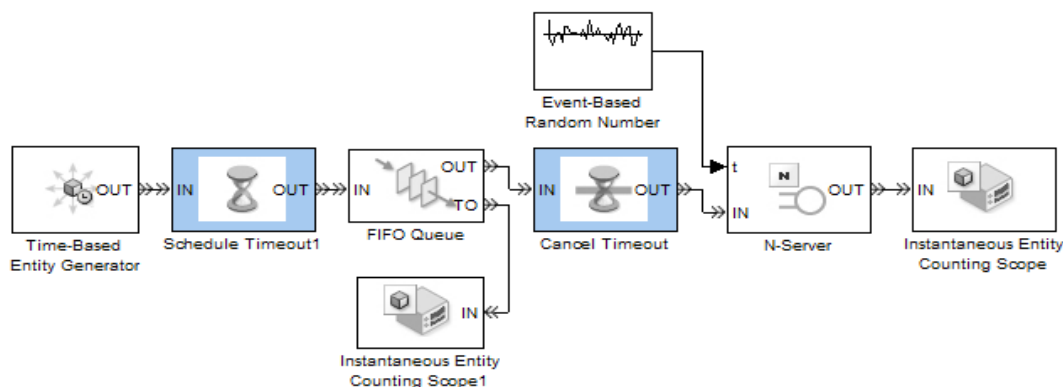 Event-Based
Random Number
OUT
IN
OUT
IN
OUT
TO
IN
OUT
t
IN
N
OUT
IN
Time-Based
Entity Generator
Schedule Timeout1
FIFO Queue
Cancel Timeout
N-Server
Instantaneous Entity
Counting Scope
IN
Instantaneous Entity
Counting Scope1